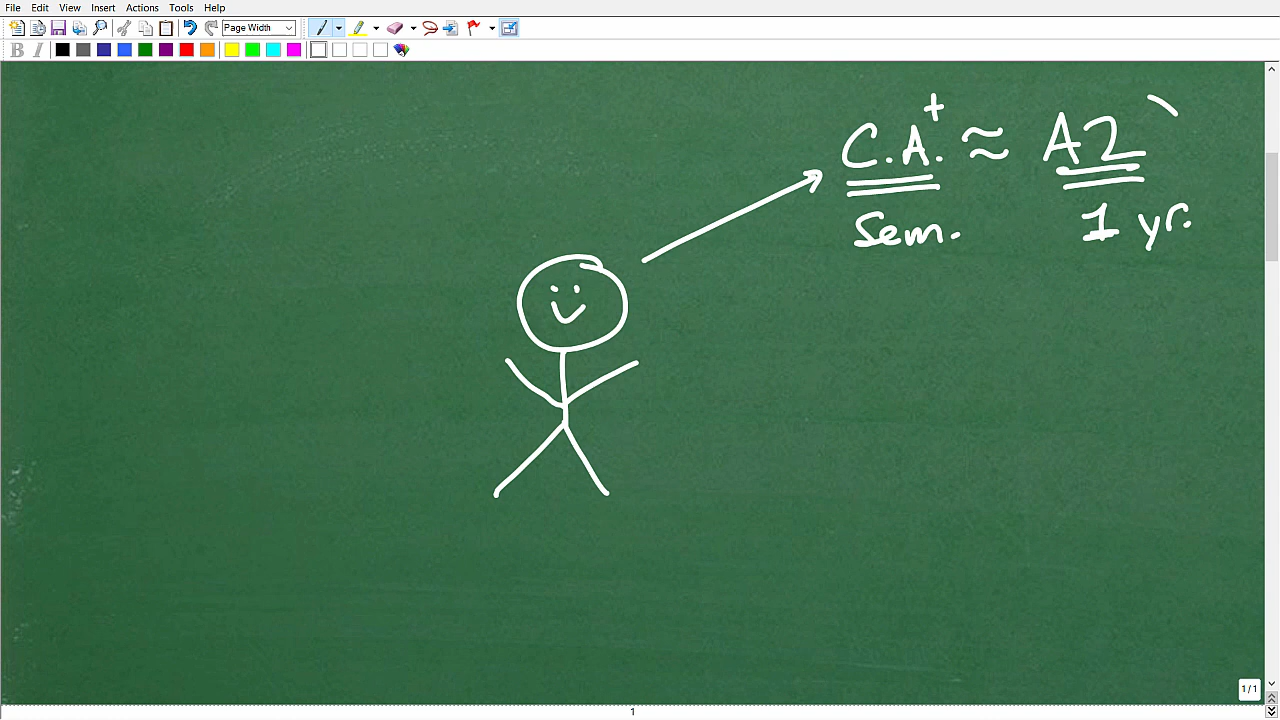 File Edit View Insert Actions Tools Help
Page Width
B I
C.A.⁺ ≈ A2
Sem. 1 yr.
1/1
1